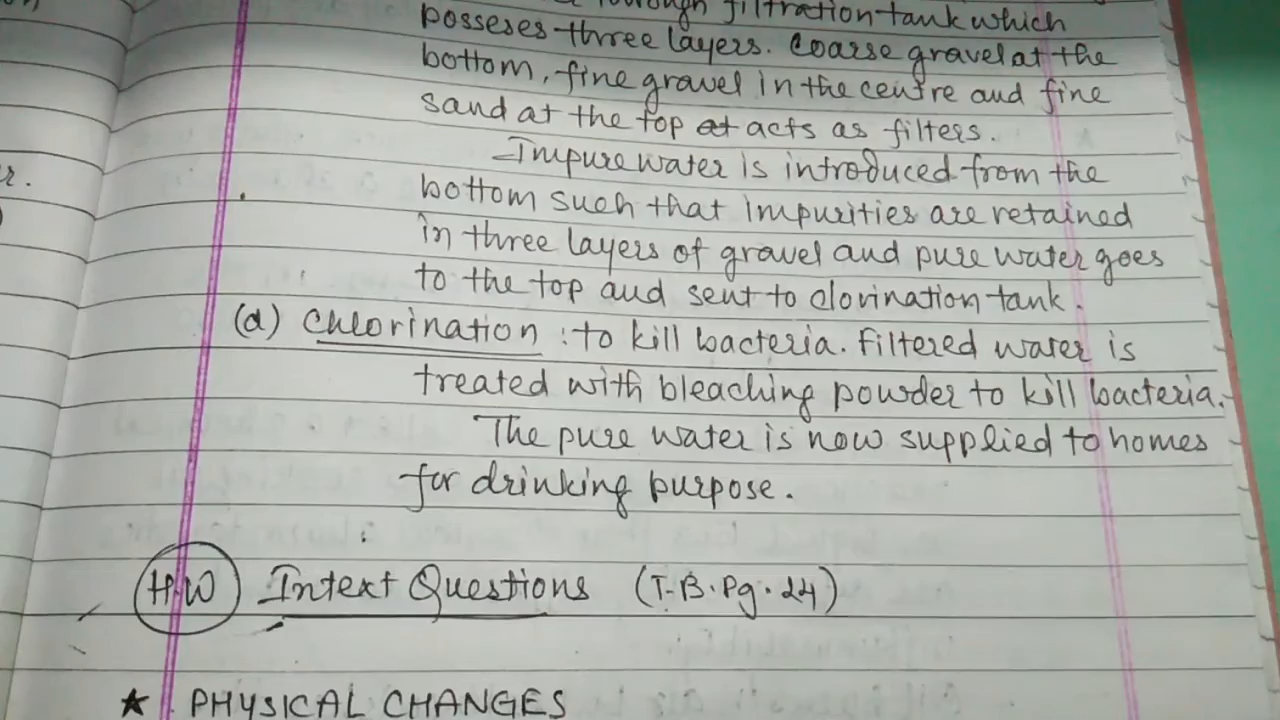 through filtration tank which
posseses three layers. Coarse gravel at the
bottom, fine gravel in the centre and fine
sand at the top at acts as filters.
Impure water is introduced from the
bottom such that impurities are retained
in three layers of gravel and pure water goes
to the top and sent to clorination tank.
(d) Chlorination : to kill bacteria. Filtered water is
treated with bleaching powder to kill bacteria.
The pure water is now supplied to homes
for drinking purpose.
H.W Intext Questions (T.B.Pg.24)
★ PHYSICAL CHANGES